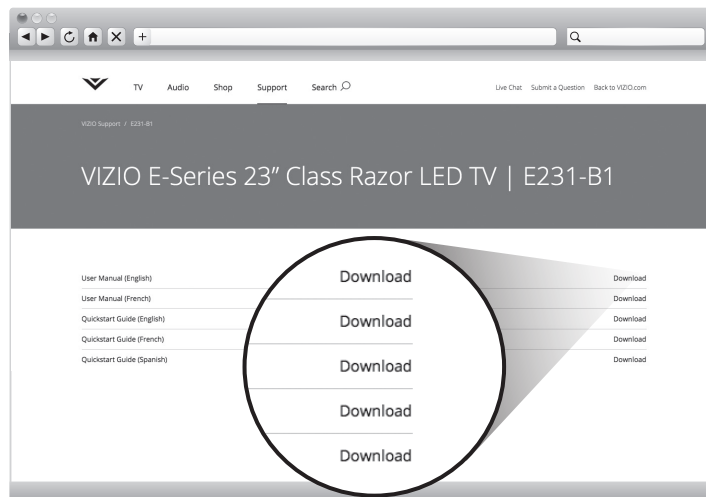 TV Audio Shop Support Search Live Chat Submit a Question Back to VIZIO.com
VIZIO Support / E231-B1
VIZIO E-Series 23” Class Razor LED TV | E231-B1
User Manual (English) Download
User Manual (French) Download
Quickstart Guide (English) Download
Quickstart Guide (French) Download
Quickstart Guide (Spanish) Download
Download
Download
Download
Download
Download